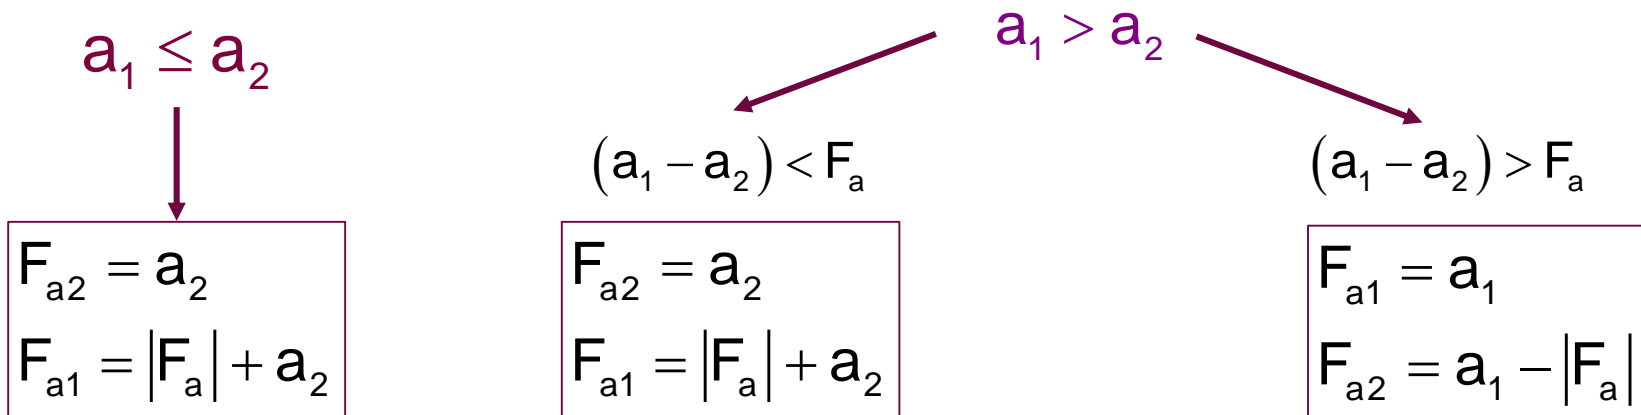 a₁ ≤ a₂
a₁ > a₂
(a₁ − a₂) < Fₐ
(a₁ − a₂) > Fₐ
Fₐ₂ = a₂
Fₐ₁ = |Fₐ| + a₂
Fₐ₂ = a₂
Fₐ₁ = |Fₐ| + a₂
Fₐ₁ = a₁
Fₐ₂ = a₁ − |Fₐ|